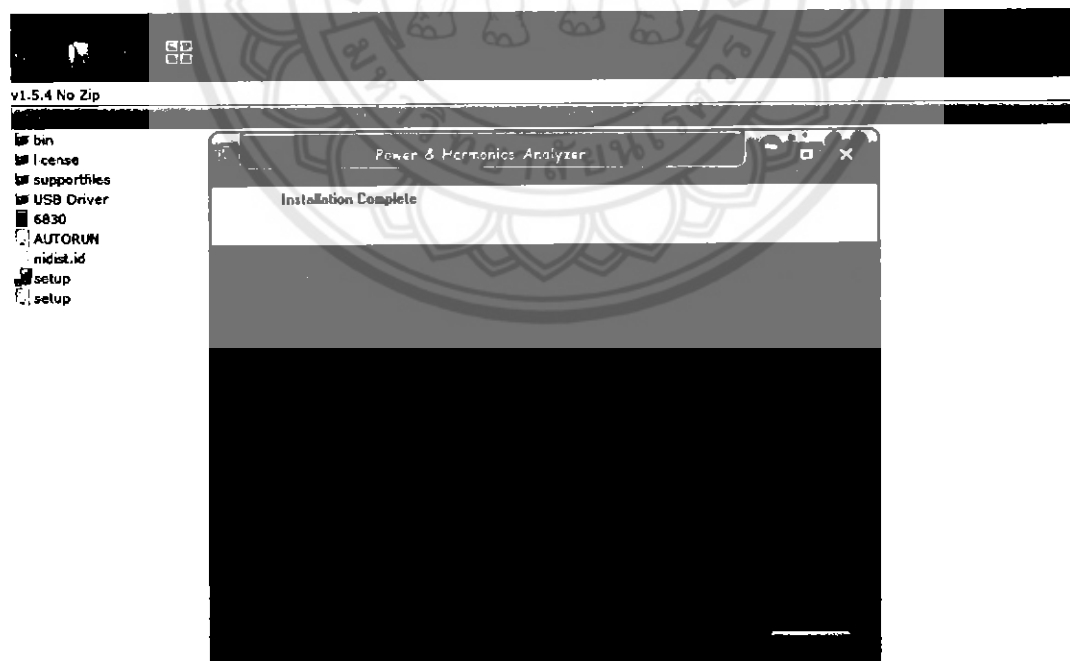 v1.5.4 No Zip
bin
license
supportfiles
USB Driver
6830
AUTORUN
nidist.id
setup
setup
Power & Harmonics Analyzer
Installation Complete